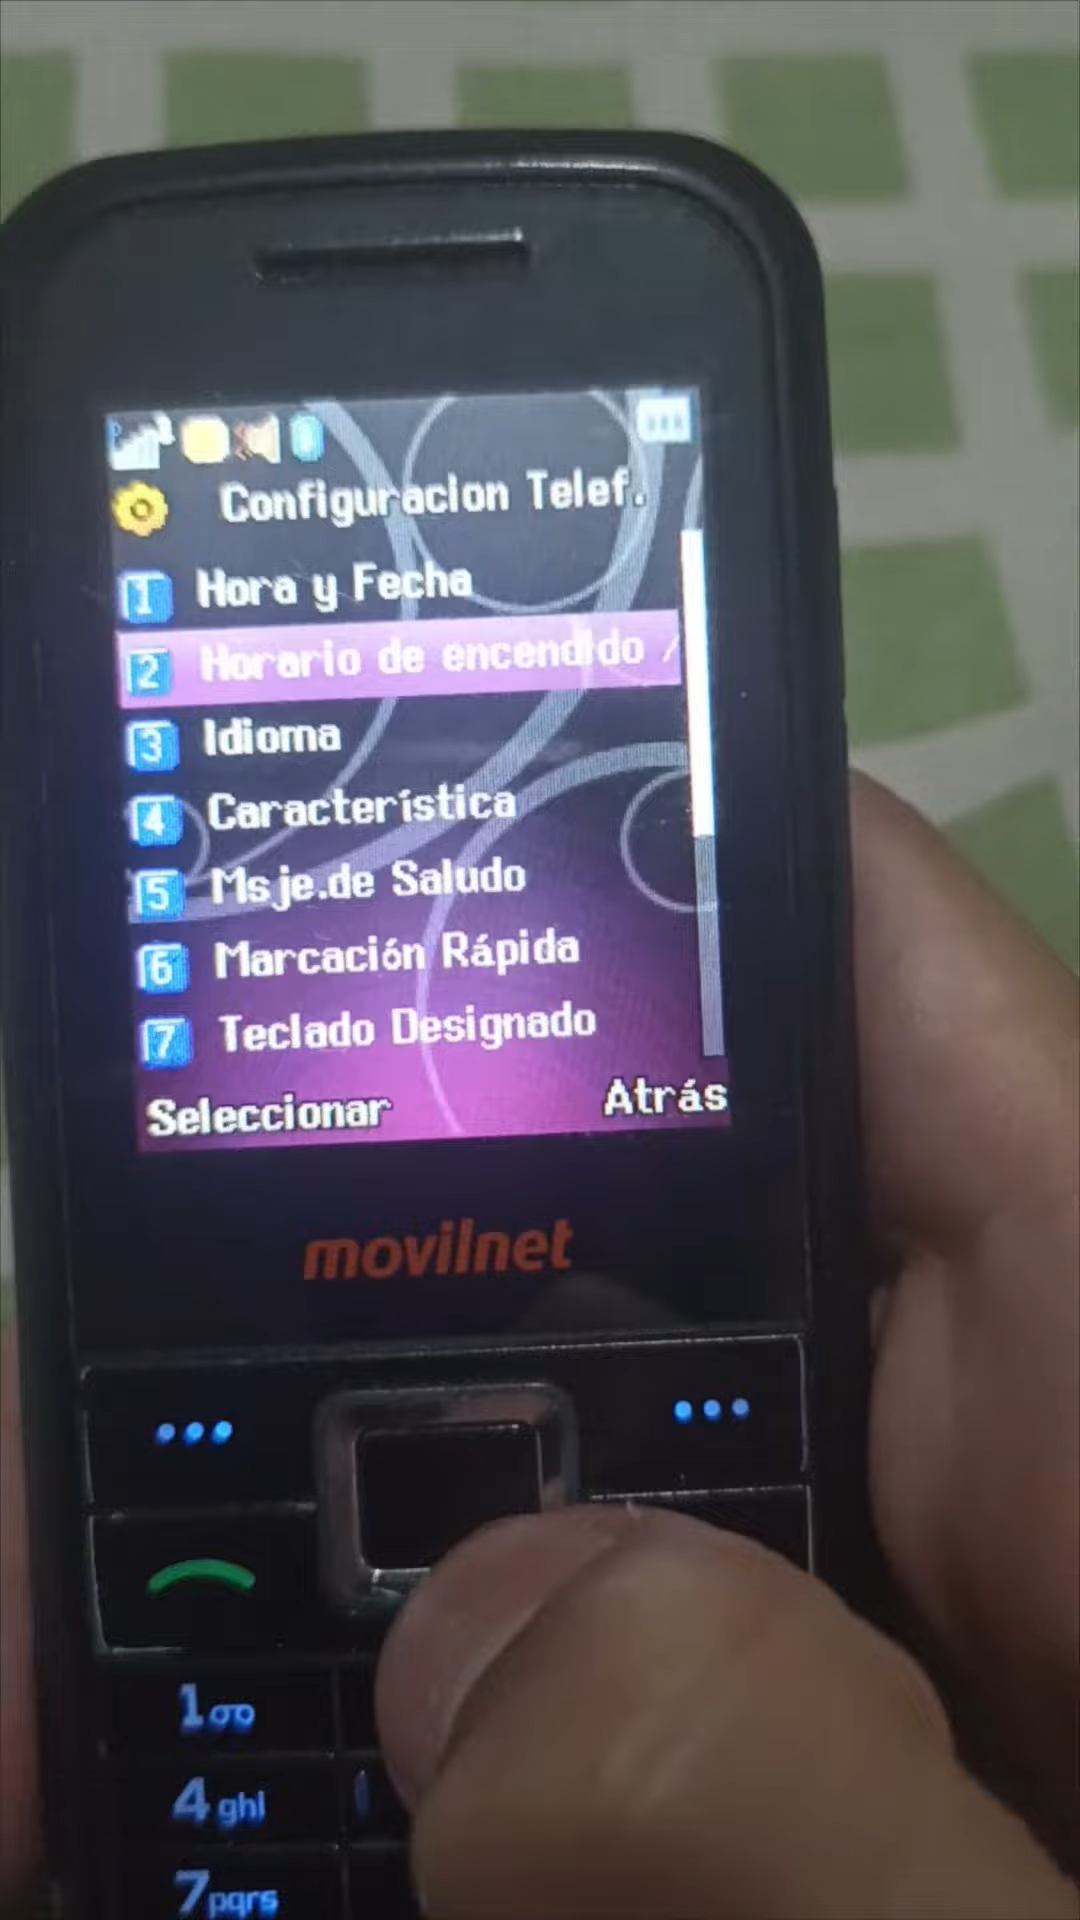 Configuracion Telef.
1 Hora y Fecha
2 Horario de encendido /
3 Idioma
4 Característica
5 Msje.de Saludo
6 Marcación Rápida
7 Teclado Designado
Seleccionar Atrás
movilnet
1
4 ghi
7 pqrs